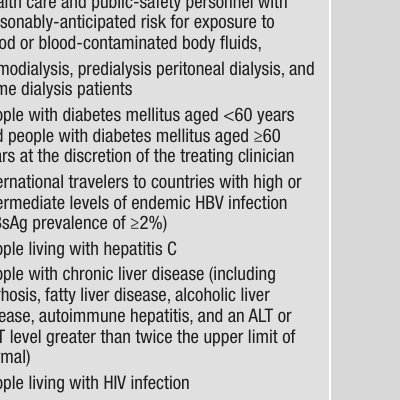 alth care and public-safety personnel with
sonably-anticipated risk for exposure to
od or blood-contaminated body fluids,
modialysis, predialysis peritoneal dialysis, and
me dialysis patients
ople with diabetes mellitus aged <60 years
d people with diabetes mellitus aged ≥60
ars at the discretion of the treating clinician
ernational travelers to countries with high or
ermediate levels of endemic HBV infection
BsAg prevalence of ≥2%)
ople living with hepatitis C
ople with chronic liver disease (including
hosis, fatty liver disease, alcoholic liver
ease, autoimmune hepatitis, and an ALT or
T level greater than twice the upper limit of
mal)
ople living with HIV infection